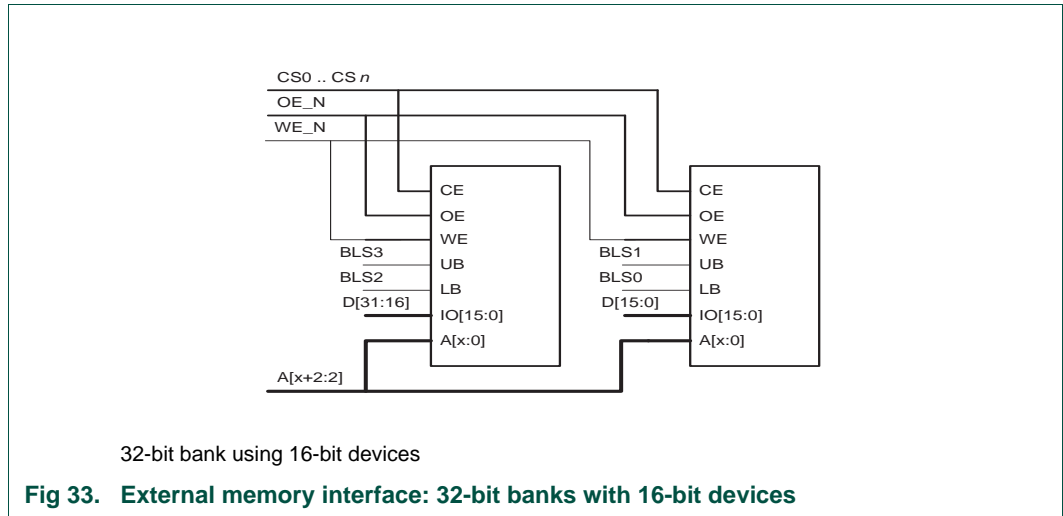 CS0 .. CS n
OE_N
WE_N
CE
OE
WE
UB
LB
IO[15:0]
A[x:0]
BLS3
BLS2
D[31:16]
CE
OE
WE
UB
LB
IO[15:0]
A[x:0]
BLS1
BLS0
D[15:0]
A[x+2:2]
32-bit bank using 16-bit devices
Fig 33. External memory interface: 32-bit banks with 16-bit devices